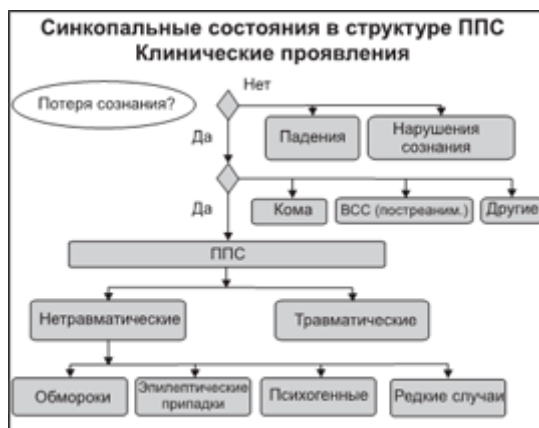 Синкопальные состояния в структуре ППС
Клинические проявления
Потеря сознания?
Нет
Да
Падения
Нарушения
сознания
Да
Кома
ВСС (постреаним.)
Другие
ППС
Нетравматические
Травматические
Обмороки
Эпилептические
припадки
Психогенные
Редкие случаи